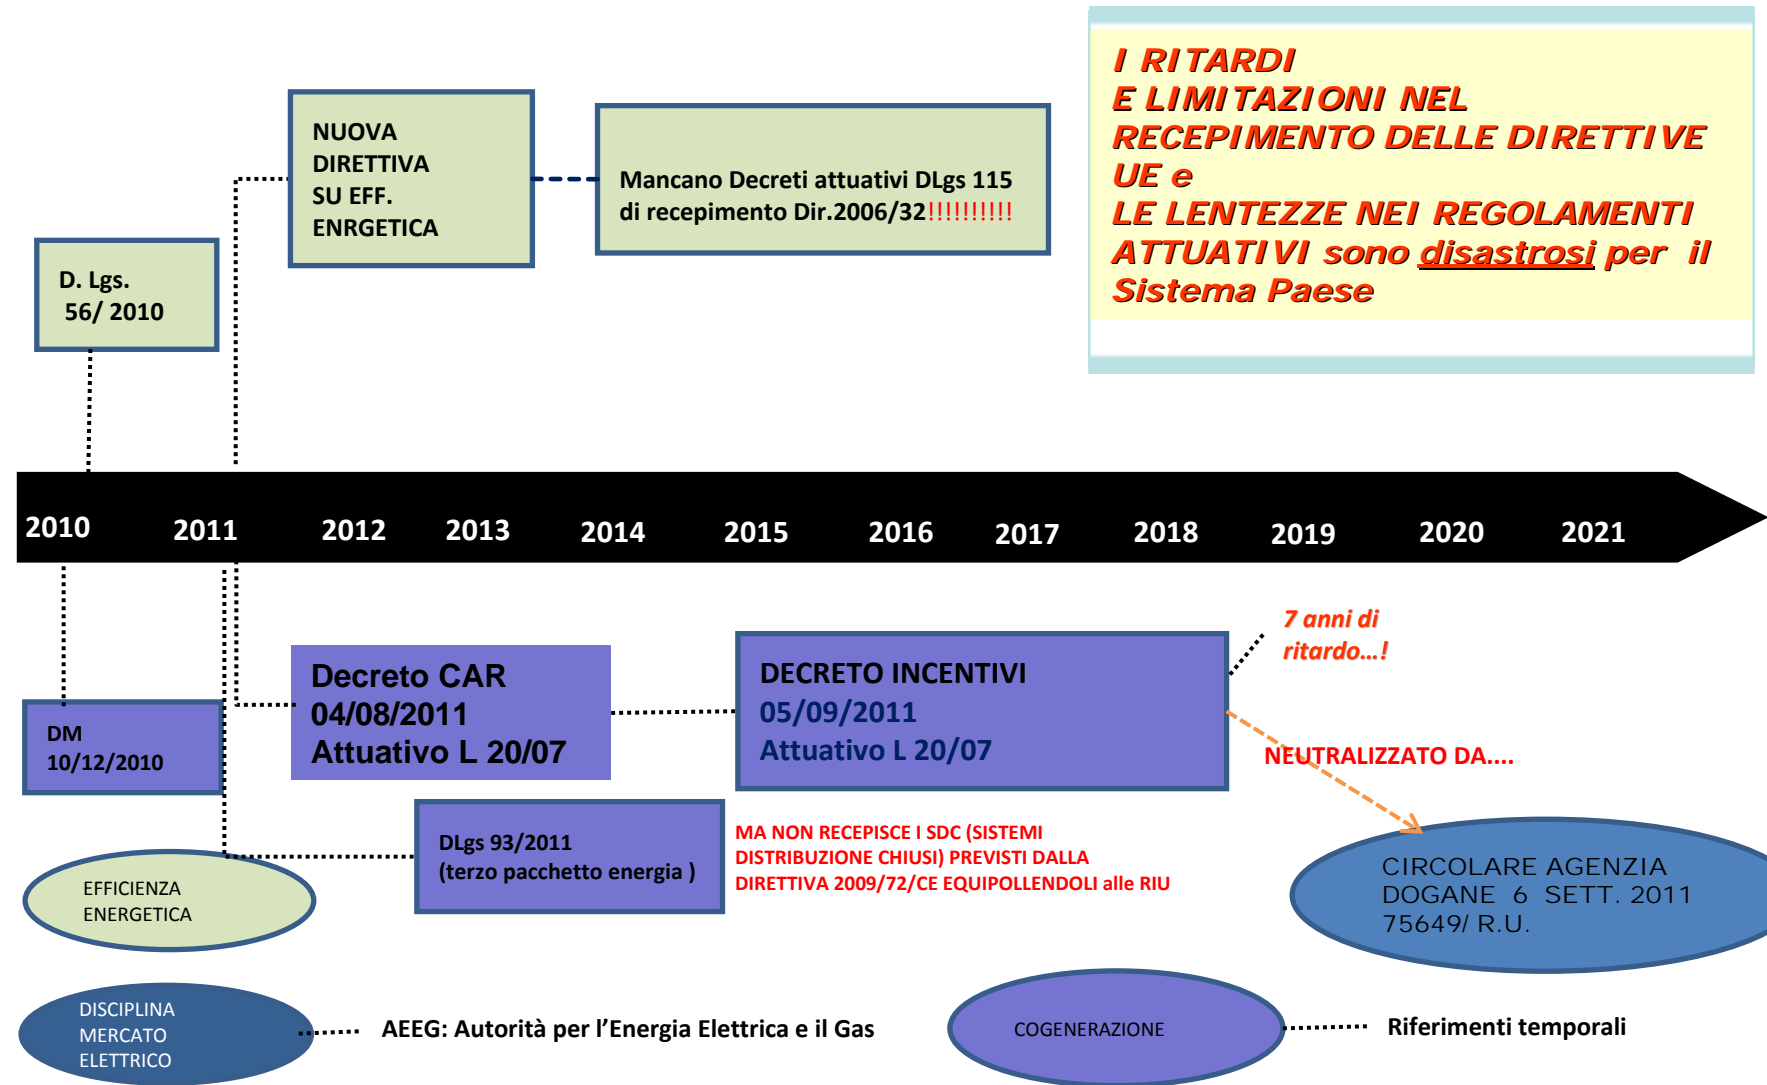 I RITARDI
E LIMITAZIONI NEL
RECEPIMENTO DELLE DIRETTIVE
UE e
LE LENTEZZE NEI REGOLAMENTI
ATTUATIVI sono disastrosi per il
Sistema Paese
NUOVA
DIRETTIVA
SU EFF.
ENRGETICA
Mancano Decreti attuativi DLgs 115
di recepimento Dir.2006/32!!!!!!!!!!
D. Lgs.
56/ 2010
2010 2011 2012 2013 2014 2015 2016 2017 2018 2019 2020 2021
7 anni di
ritardo...!
Decreto CAR
04/08/2011
Attuativo L 20/07
DECRETO INCENTIVI
05/09/2011
Attuativo L 20/07
DM
10/12/2010
NEUTRALIZZATO DA....
DLgs 93/2011
(terzo pacchetto energia )
MA NON RECEPISCE I SDC (SISTEMI
DISTRIBUZIONE CHIUSI) PREVISTI DALLA
DIRETTIVA 2009/72/CE EQUIPOLLENDOLI alle RIU
CIRCOLARE AGENZIA
DOGANE 6 SETT. 2011
75649/ R.U.
EFFICIENZA
ENERGETICA
DISCIPLINA
MERCATO
ELETTRICO
AEEG: Autorità per l'Energia Elettrica e il Gas
COGENERAZIONE
Riferimenti temporali